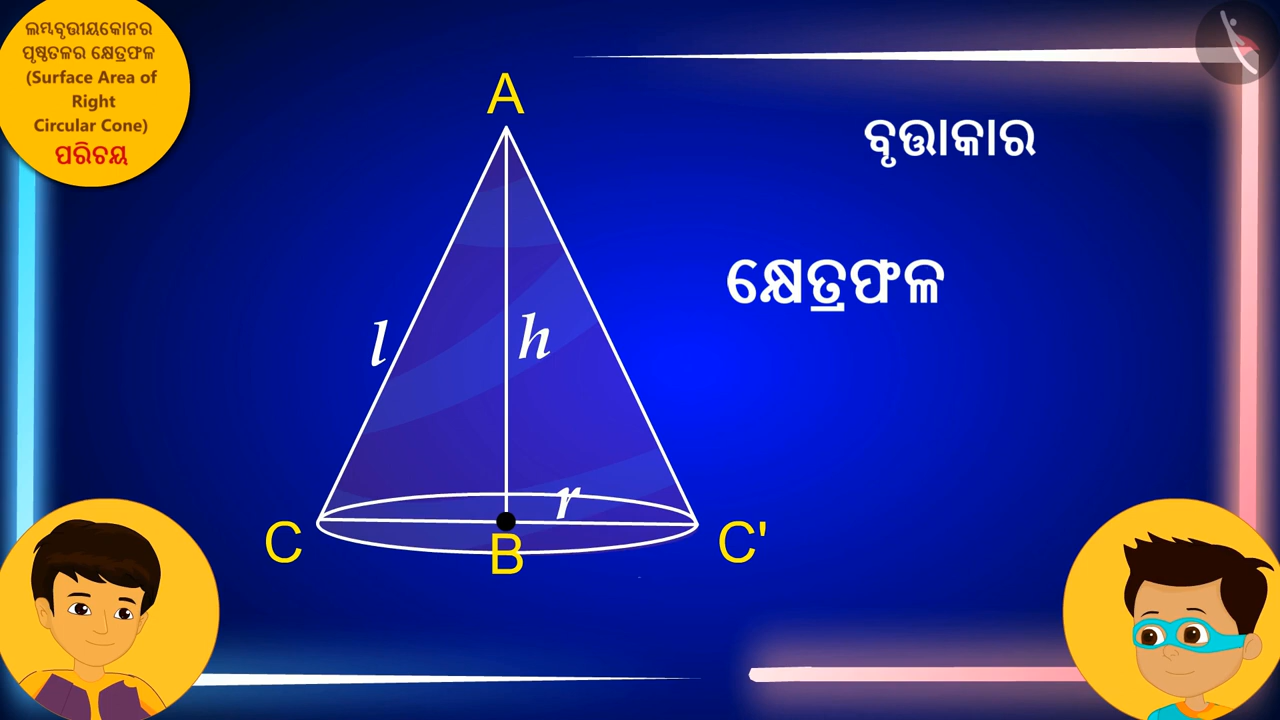 ଲମ୍ବବୃତ୍ତୀୟକୋନର
ପୃଷ୍ଠତଳର କ୍ଷେତ୍ରଫଳ
(Surface Area of
Right
Circular Cone)
ପରିଚୟ
A
ବୃତ୍ତାକାର
କ୍ଷେତ୍ରଫଳ
l
h
r
C
B
C'